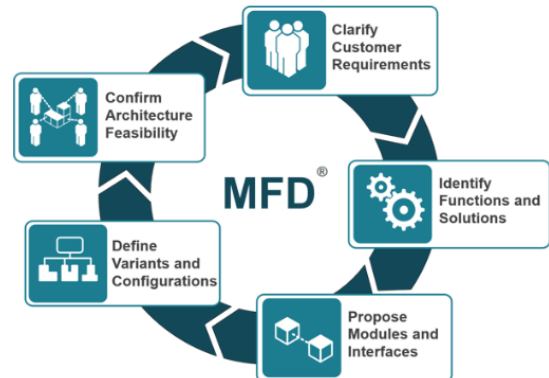 Clarify
Customer
Requirements
Identify
Functions and
Solutions
Propose
Modules and
Interfaces
Define
Variants and
Configurations
Confirm
Architecture
Feasibility
MFD®